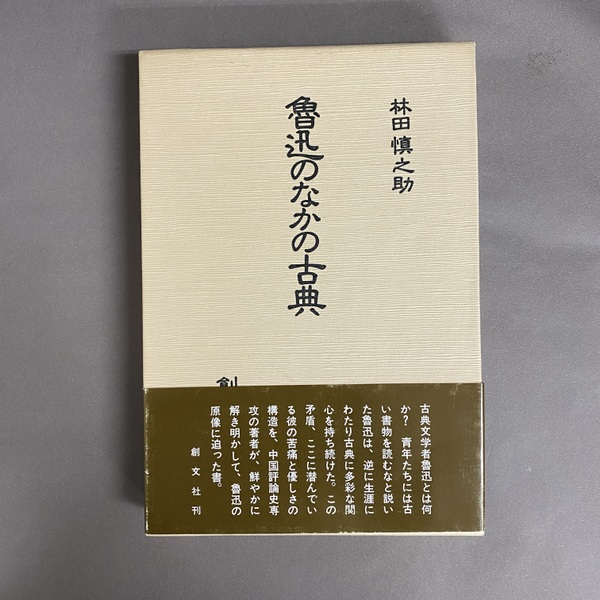 林田慎之助
魯迅のなかの古典
創
古典文学者魯迅とは何
か？　青年たちには古
い書物を読むなと説い
た魯迅は、逆に生涯に
わたり古典に多彩な関
心を持ち続けた。この
矛盾、ここに潜んでい
る彼の苦痛と優しさの
構造を、中国評論史専
攻の著者が、鮮やかに
解き明かして、魯迅の
原像に迫った書。
創文社刊